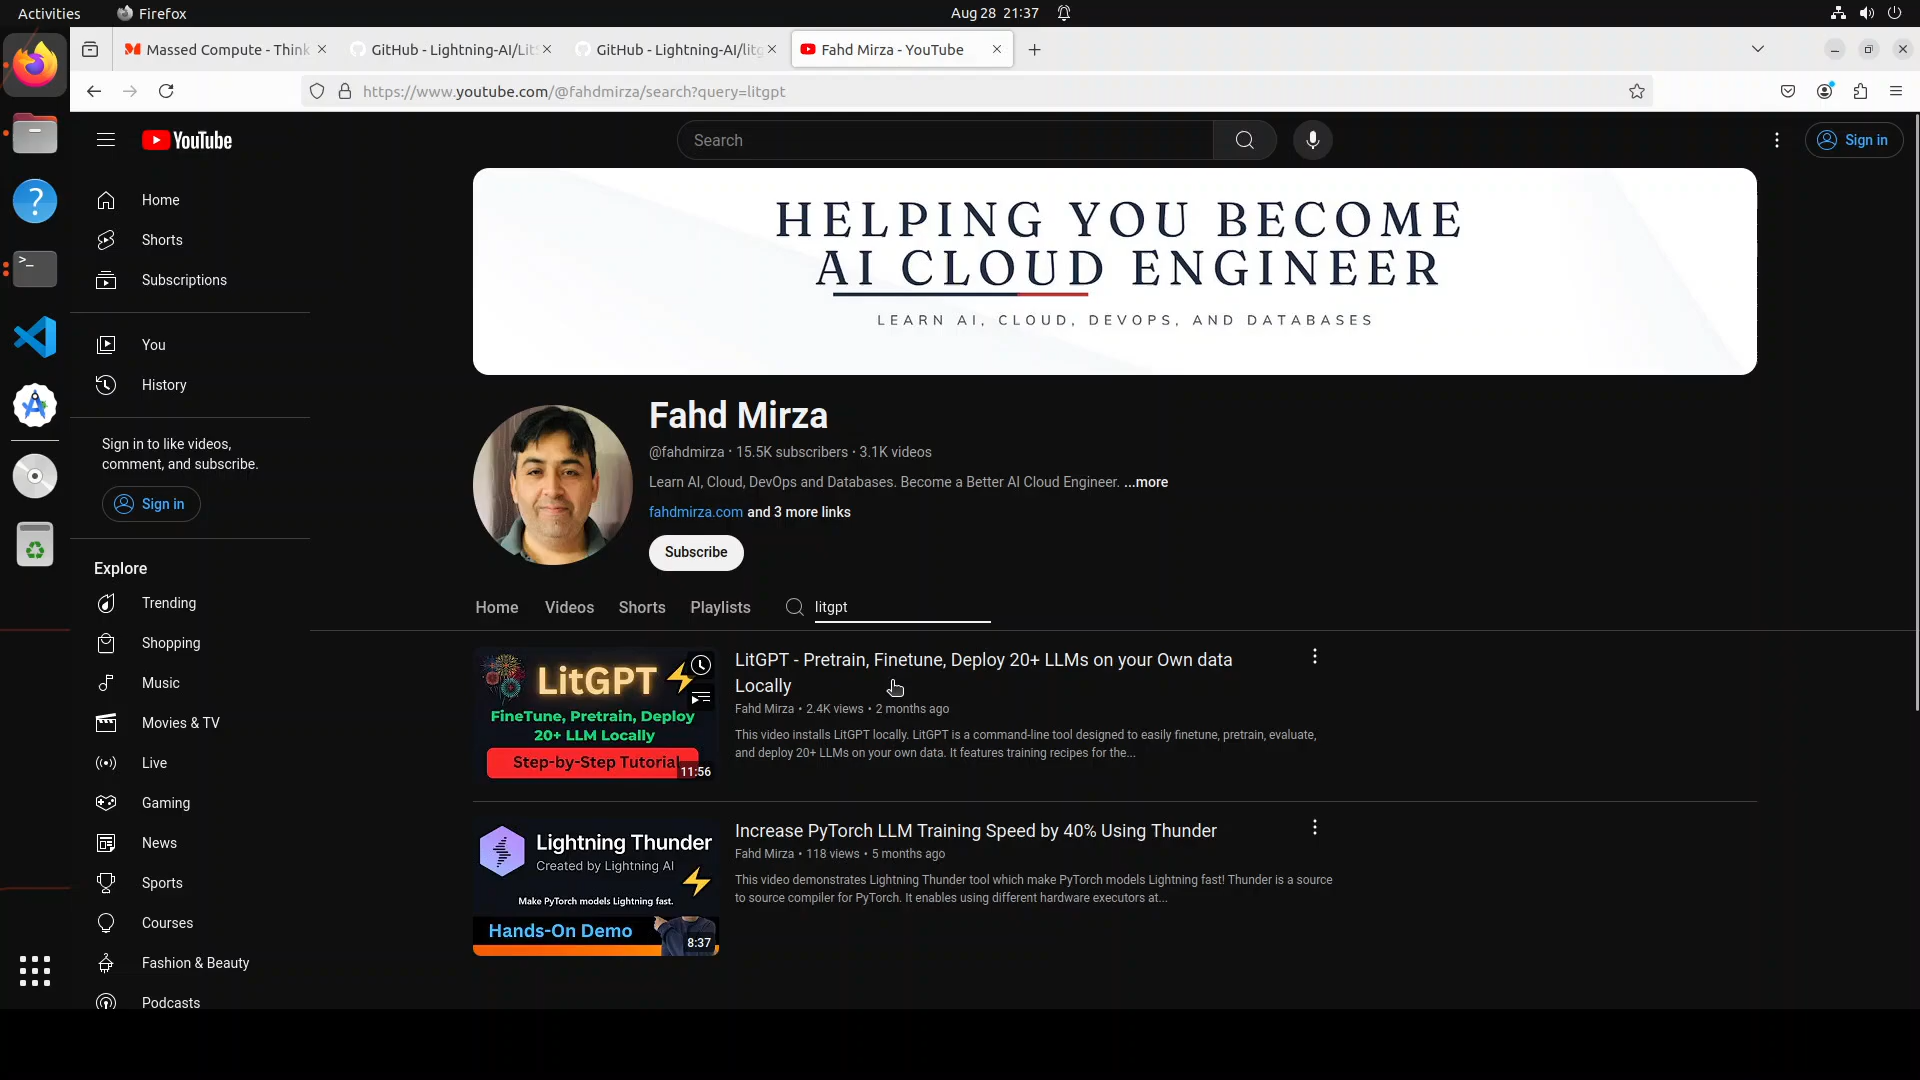 Activities
Firefox
Aug 28 21:37
Massed Compute - Think
GitHub - Lightning-AI/Lit
GitHub - Lightning-AI/litg
Fahd Mirza - YouTube
https://www.youtube.com/@fahdmirza/search?query=litgpt
YouTube
Search
Sign in
Home
Shorts
Subscriptions
You
History
Sign in to like videos,
comment, and subscribe.
Sign in
Explore
Trending
Shopping
Music
Movies & TV
Live
Gaming
News
Sports
Courses
Fashion & Beauty
Podcasts
HELPING YOU BECOME
AI CLOUD ENGINEER
LEARN AI, CLOUD, DEVOPS, AND DATABASES
Fahd Mirza
@fahdmirza • 15.5K subscribers • 3.1K videos
Learn AI, Cloud, DevOps and Databases. Become a Better AI Cloud Engineer. ...more
fahdmirza.com and 3 more links
Subscribe
Home Videos Shorts Playlists litgpt
LitGPT
FineTune, Pretrain, Deploy
20+ LLM Locally
Step-by-Step Tutorial
11:56
LitGPT - Pretrain, Finetune, Deploy 20+ LLMs on your Own data
Locally
Fahd Mirza • 2.4K views • 2 months ago
This video installs LitGPT locally. LitGPT is a command-line tool designed to easily finetune, pretrain, evaluate,
and deploy 20+ LLMs on your own data. It features training recipes for the...
Lightning Thunder
Created by Lightning AI
Make PyTorch models Lightning fast.
Hands-On Demo
8:37
Increase PyTorch LLM Training Speed by 40% Using Thunder
Fahd Mirza • 118 views • 5 months ago
This video demonstrates Lightning Thunder tool which make PyTorch models Lightning fast! Thunder is a source
to source compiler for PyTorch. It enables using different hardware executors at...